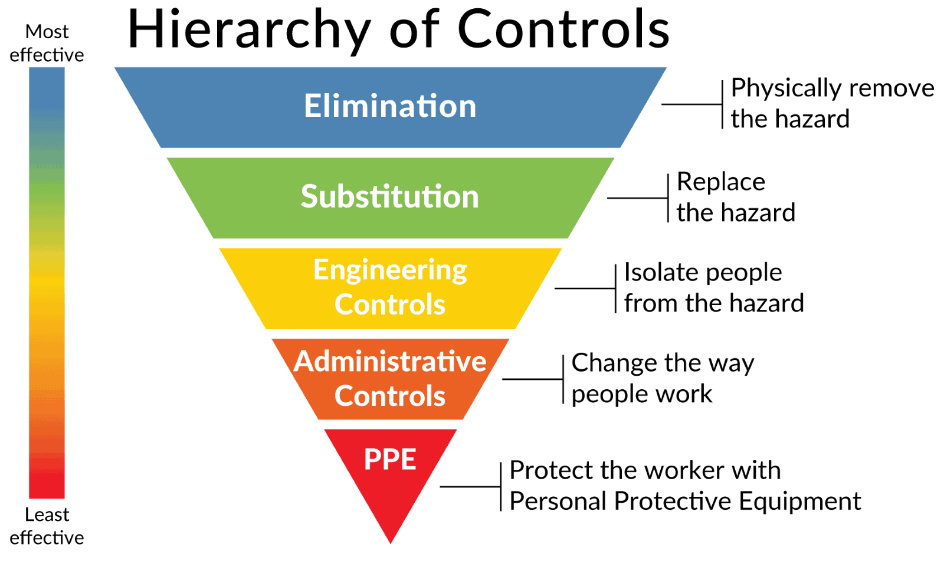 Hierarchy of Controls
Most
effective
Elimination
Physically remove
the hazard
Substitution
Replace
the hazard
Engineering
Controls
Isolate people
from the hazard
Administrative
Controls
Change the way
people work
PPE
Protect the worker with
Personal Protective Equipment
Least
effective